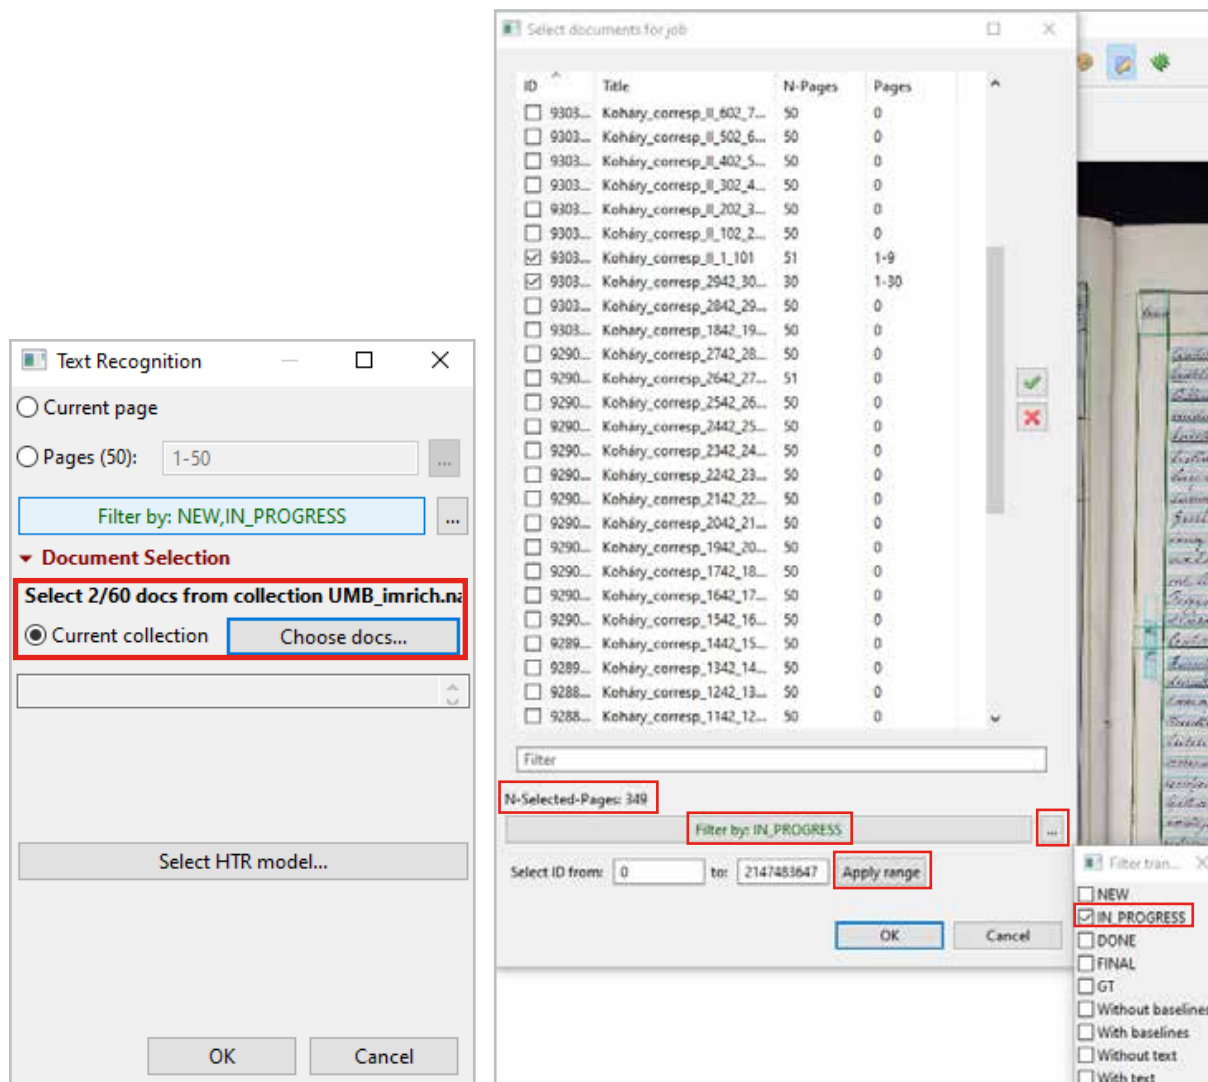 Text Recognition
Current page
Pages (50): 1-50 ...
Filter by: NEW,IN_PROGRESS ...
Document Selection
Select 2/60 docs from collection UMB_imrich.na
Current collection Choose docs...
Select HTR model...
OK Cancel
Select documents for job
ID Title N-Pages Pages
9303... Koháry_corresp_II_602_7... 50 0
9303... Koháry_corresp_II_502_6... 50 0
9303... Koháry_corresp_II_402_5... 50 0
9303... Koháry_corresp_II_302_4... 50 0
9303... Koháry_corresp_II_202_3... 50 0
9303... Koháry_corresp_II_102_2... 50 0
9303... Koháry_corresp_II_1_101 51 1-9
9303... Koháry_corresp_2942_30... 30 1-30
9303... Koháry_corresp_2842_29... 50 0
9303... Koháry_corresp_1842_19... 50 0
9290... Koháry_corresp_2742_28... 50 0
9290... Koháry_corresp_2642_27... 51 0
9290... Koháry_corresp_2542_26... 50 0
9290... Koháry_corresp_2442_25... 50 0
9290... Koháry_corresp_2342_24... 50 0
9290... Koháry_corresp_2242_23... 50 0
9290... Koháry_corresp_2142_22... 50 0
9290... Koháry_corresp_2042_21... 50 0
9290... Koháry_corresp_1942_20... 50 0
9290... Koháry_corresp_1742_18... 50 0
9290... Koháry_corresp_1642_17... 50 0
9290... Koháry_corresp_1542_16... 50 0
9289... Koháry_corresp_1442_15... 50 0
9289... Koháry_corresp_1342_14... 50 0
9288... Koháry_corresp_1242_13... 50 0
9288... Koháry_corresp_1142_12... 50 0
Filter
N-Selected-Pages: 349
Filter by: IN_PROGRESS ...
Select ID from: 0 to: 2147483647 Apply range
OK Cancel
Filter tran...
NEW
IN_PROGRESS
DONE
FINAL
GT
Without baselines
With baselines
Without text
With text